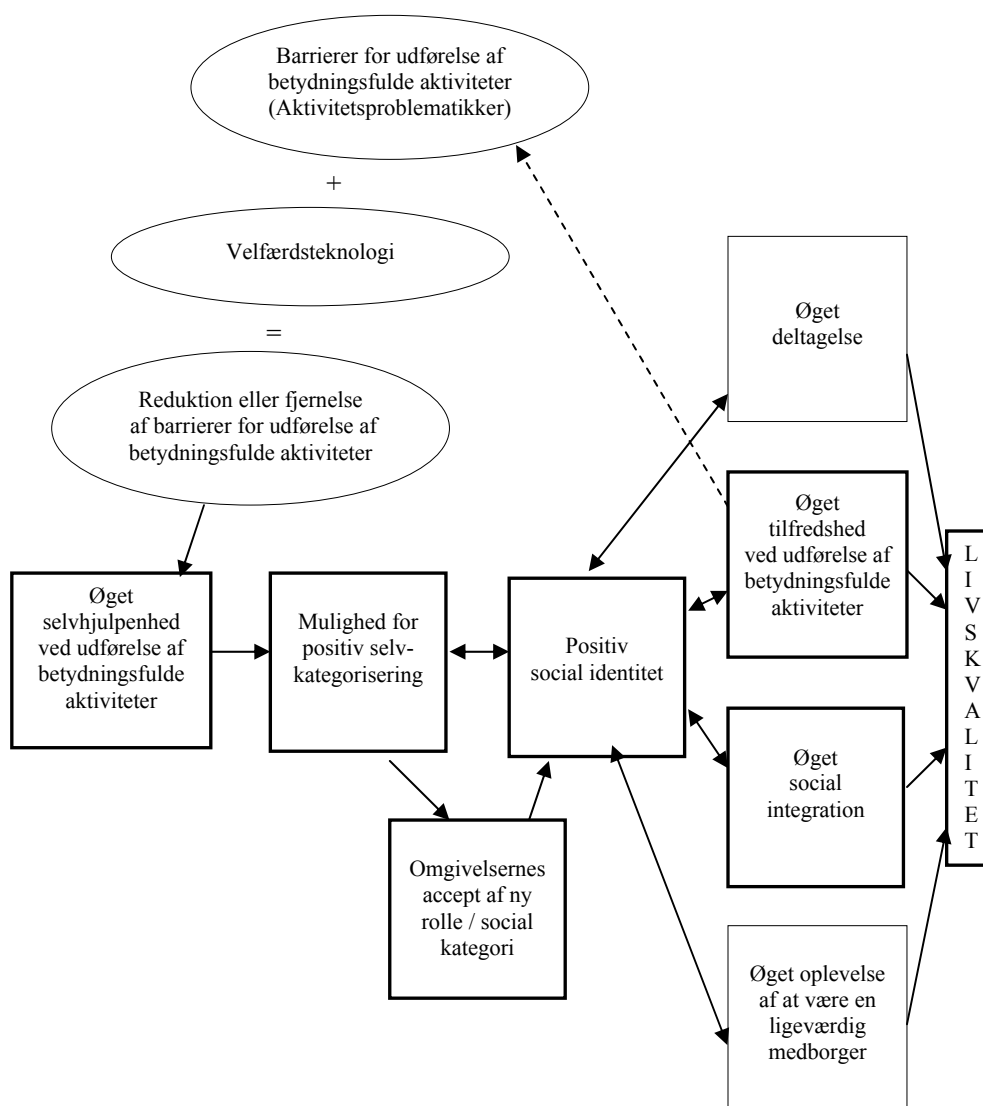 Barrierer for udførelse af
betydningsfulde aktiviteter
(Aktivitetsproblematikker)
+
Velfærdsteknologi
=
Reduktion eller fjernelse
af barrierer for udførelse af
betydningsfulde aktiviteter
Øget
selvhjulpenhed
ved udførelse af
betydningsfulde
aktiviteter
Mulighed for
positiv selv-
kategorisering
Omgivelsernes
accept af ny
rolle / social
kategori
Positiv
social identitet
Øget
deltagelse
Øget
tilfredshed
ved udførelse af
betydningsfulde
aktiviteter
Øget
social
integration
Øget oplevelse
af at være en
ligeværdig
medborger
L
I
V
S
K
V
A
L
I
T
E
T